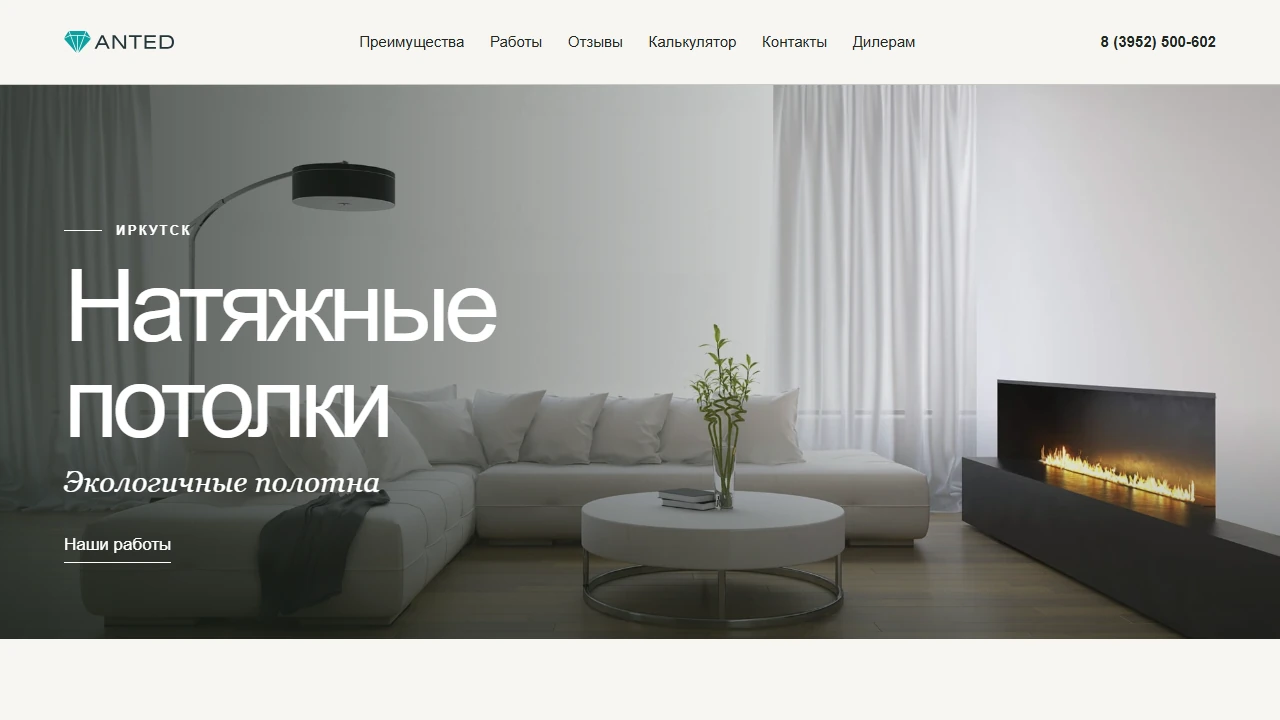 ANTED
Преимущества Работы Отзывы Калькулятор Контакты Дилерам
8 (3952) 500-602
ИРКУТСК
Натяжные
потолки
Экологичные полотна
Наши работы